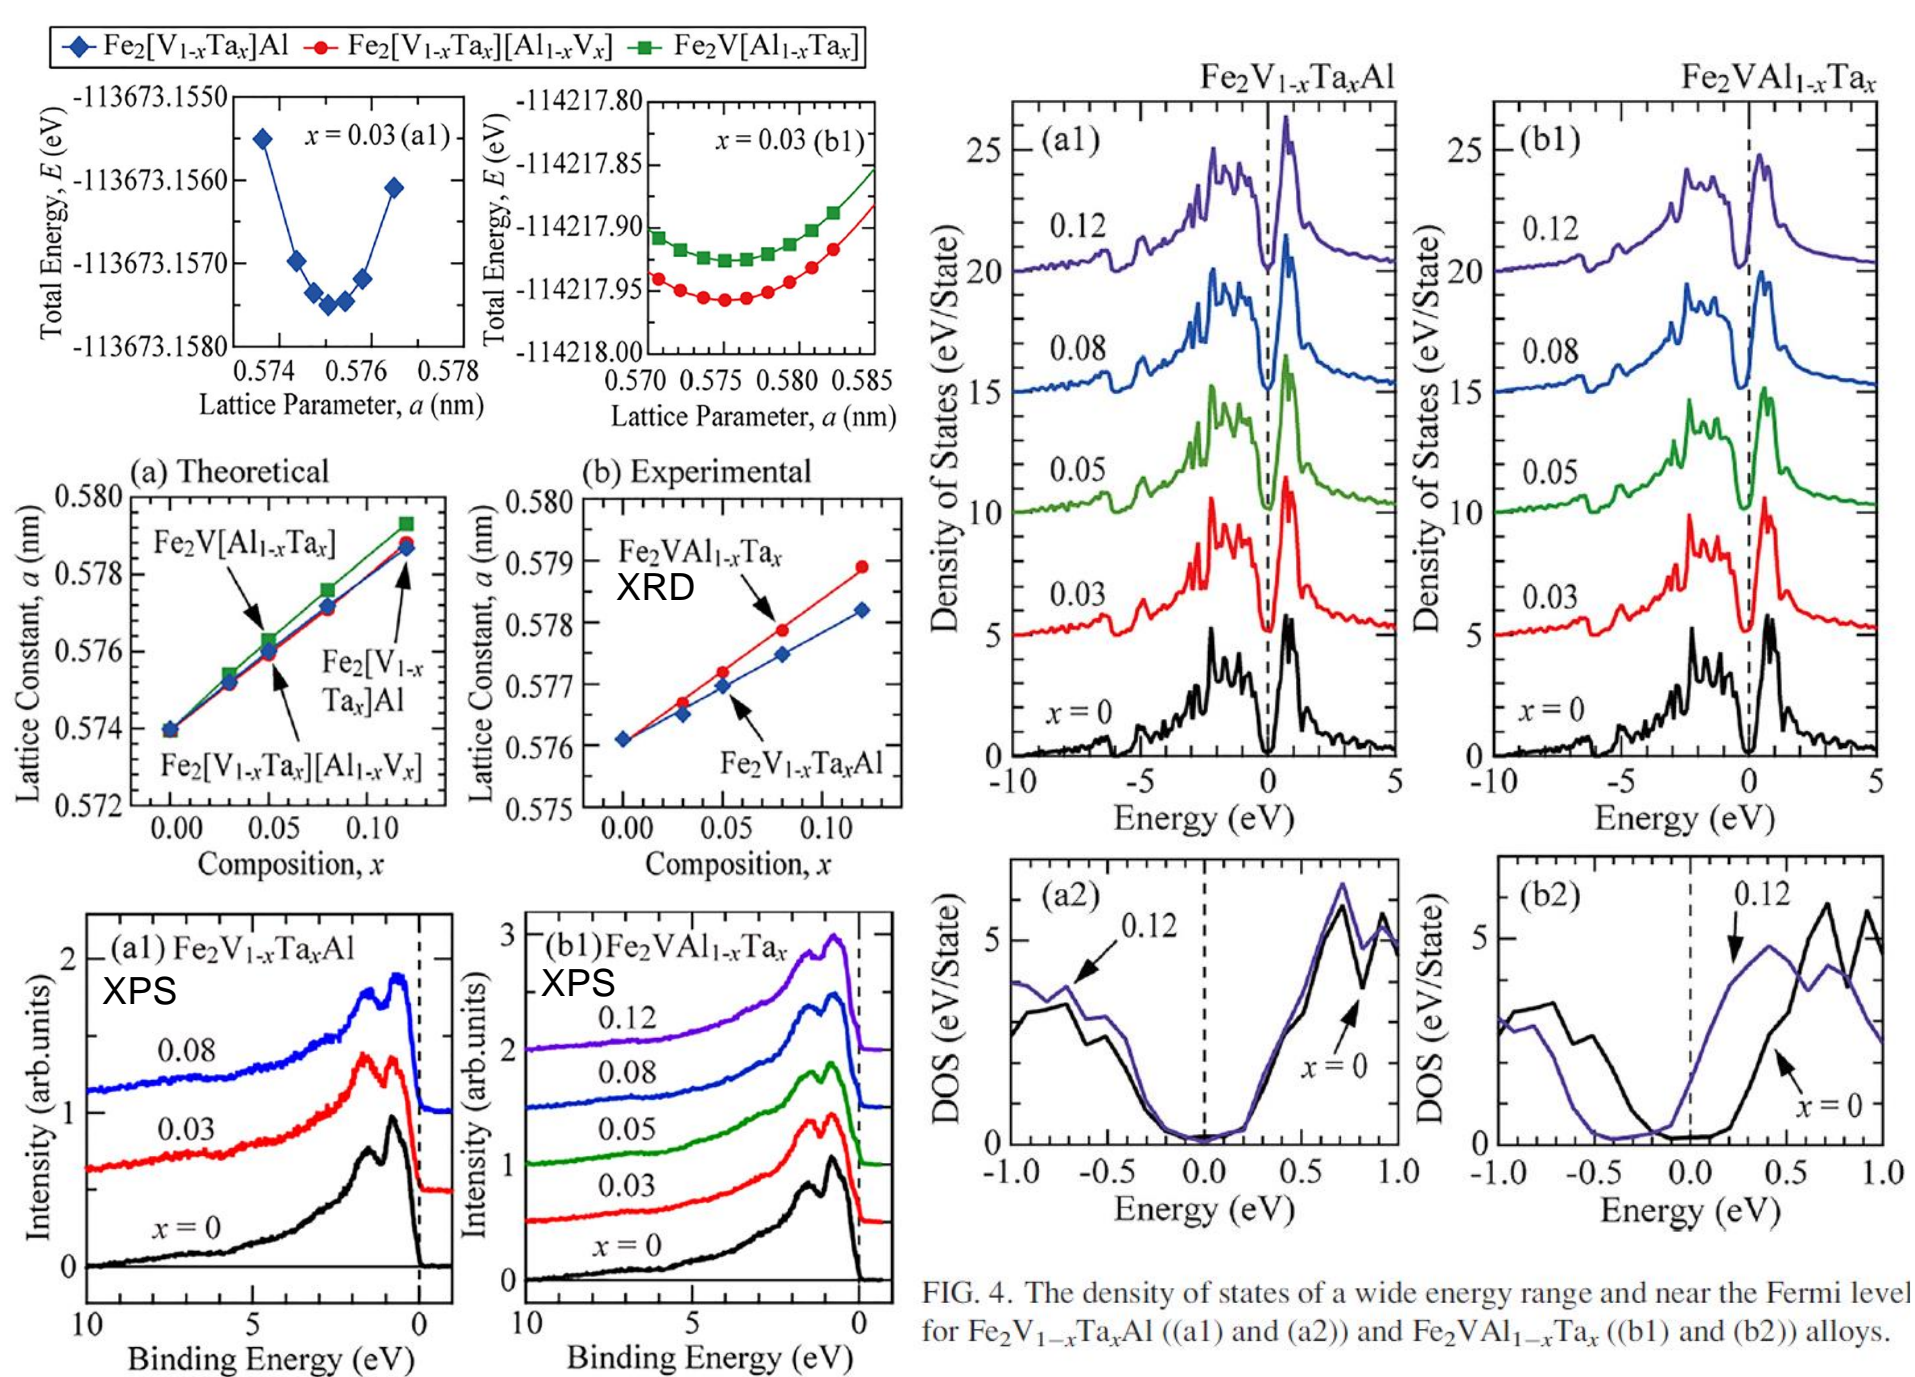 Fe₂[V₁₋ₓTaₓ]Al Fe₂[V₁₋ₓTaₓ][Al₁₋ₓVₓ] Fe₂V[Al₁₋ₓTaₓ]
Total Energy, E (eV)
-113673.1550
-113673.1560
-113673.1570
-113673.1580
x = 0.03 (a1)
0.574 0.576 0.578
Lattice Parameter, a (nm)
Total Energy, E (eV)
-114217.80
-114217.85
-114217.90
-114217.95
-114218.00
x = 0.03 (b1)
0.570 0.575 0.580 0.585
Lattice Parameter, a (nm)
(a) Theoretical
Lattice Constant, a (nm)
0.580
0.578
0.576
0.574
0.572
Fe₂V[Al₁₋ₓTaₓ]
Fe₂[V₁₋ₓ
Taₓ]Al
Fe₂[V₁₋ₓTaₓ][Al₁₋ₓVₓ]
0.00 0.05 0.10
Composition, x
(b) Experimental
Lattice Constant, a (nm)
0.580
0.579
0.578
0.577
0.576
0.575
Fe₂VAl₁₋ₓTaₓ
XRD
Fe₂V₁₋ₓTaₓAl
0.00 0.05 0.10
Composition, x
(a1) Fe₂V₁₋ₓTaₓAl
XPS
Intensity (arb.units)
2
1
0
0.08
0.03
x = 0
10 5 0
Binding Energy (eV)
(b1) Fe₂VAl₁₋ₓTaₓ
XPS
Intensity (arb.units)
3
2
1
0
0.12
0.08
0.05
0.03
x = 0
10 5 0
Binding Energy (eV)
Fe₂V₁₋ₓTaₓAl
(a1)
Density of States (eV/State)
25
20
15
10
5
0
0.12
0.08
0.05
0.03
x = 0
-10 -5 0 5
Energy (eV)
Fe₂VAl₁₋ₓTaₓ
(b1)
Density of States (eV/State)
25
20
15
10
5
0
0.12
0.08
0.05
0.03
x = 0
-10 -5 0 5
Energy (eV)
(a2)
DOS (eV/State)
5
0
0.12
x = 0
-1.0 -0.5 0.0 0.5 1.0
Energy (eV)
(b2)
DOS (eV/State)
5
0
0.12
x = 0
-1.0 -0.5 0.0 0.5 1.0
Energy (eV)
FIG. 4. The density of states of a wide energy range and near the Fermi level
for Fe₂V₁₋ₓTaₓAl ((a1) and (a2)) and Fe₂VAl₁₋ₓTaₓ ((b1) and (b2)) alloys.